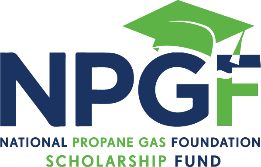 NPGF
NATIONAL PROPANE GAS FOUNDATION
SCHOLARSHIP FUND